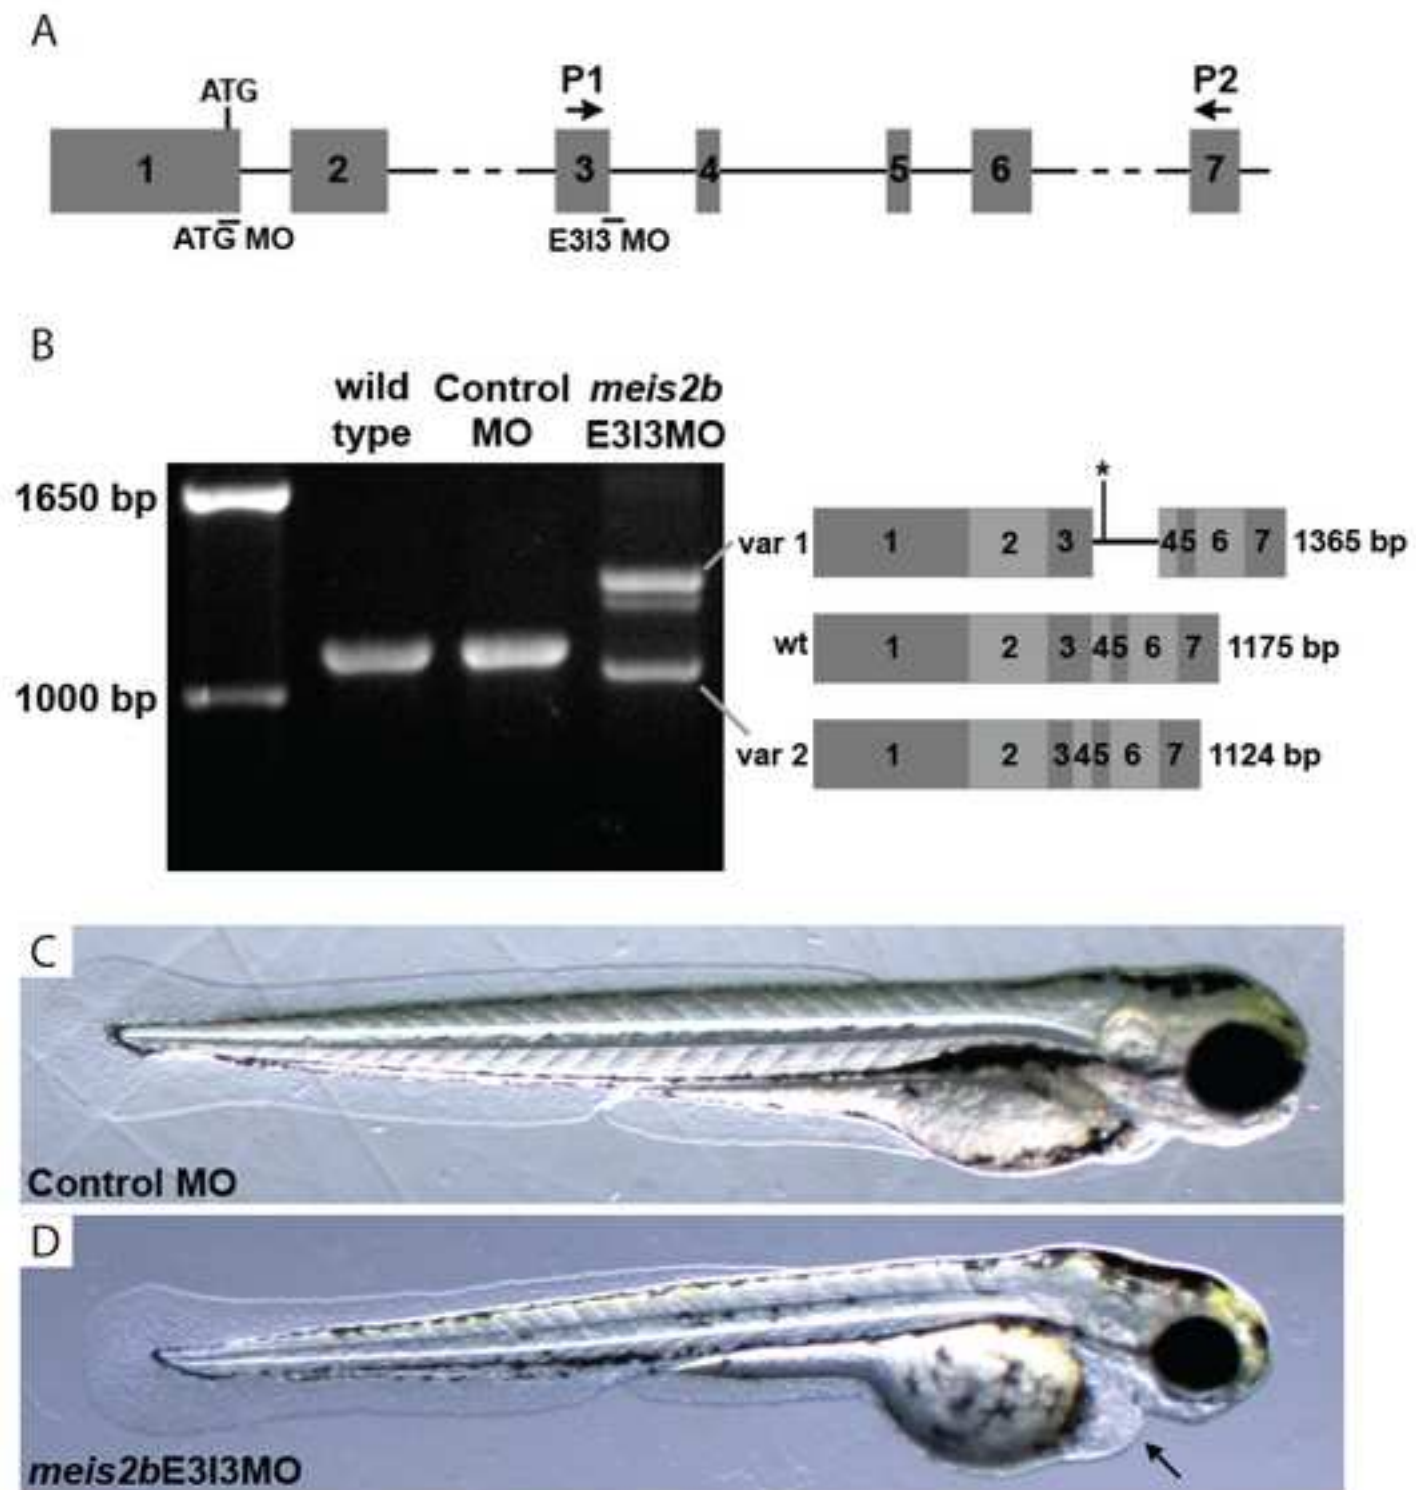 A
ATG
P1
P2
1
2
3
4
5
6
7
ATG MO
E3I3 MO
B
wild type
Control MO
meis2b E3I3MO
1650 bp
1000 bp
*
var 1
1 2 3 45 6 7 1365 bp
wt
1 2 3 45 6 7 1175 bp
var 2
1 2 345 6 7 1124 bp
C
Control MO
D
meis2bE3I3MO